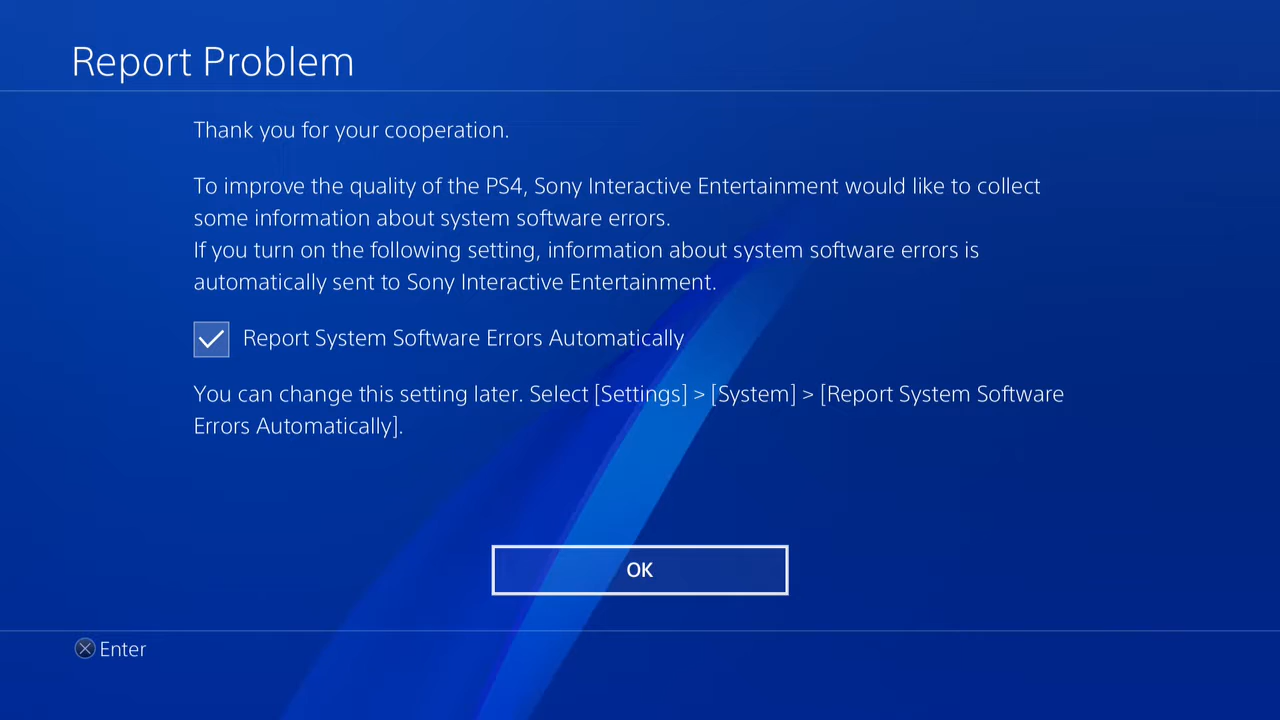 Report Problem
Thank you for your cooperation.
To improve the quality of the PS4, Sony Interactive Entertainment would like to collect
some information about system software errors.
If you turn on the following setting, information about system software errors is
automatically sent to Sony Interactive Entertainment.
Report System Software Errors Automatically
You can change this setting later. Select [Settings] > [System] > [Report System Software
Errors Automatically].
OK
Enter